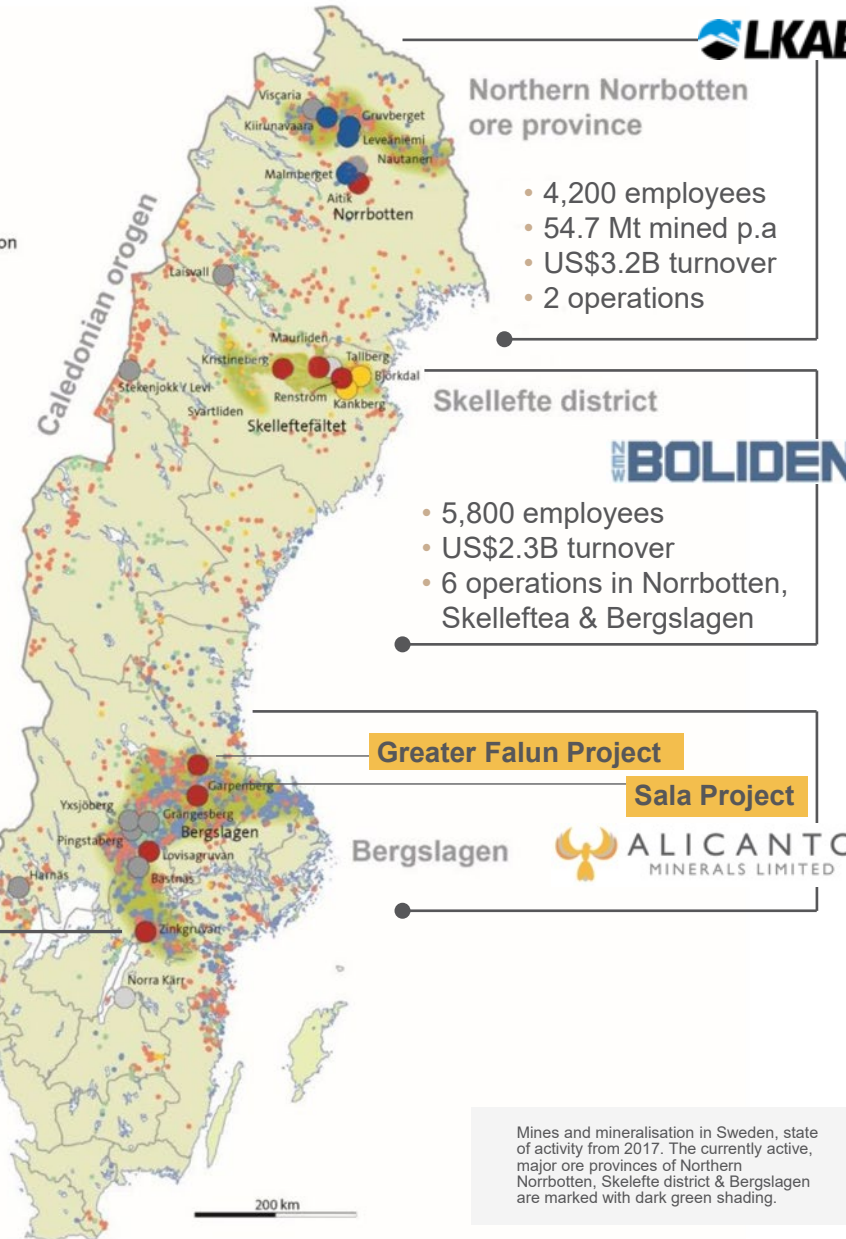 LKAB
Northern Norrbotten
ore province
• 4,200 employees
• 54.7 Mt mined p.a
• US$3.2B turnover
• 2 operations
Viscaria
Kiirunavaara
Gruvberget
Leveäniemi
Nautanen
Malmberget
Aitik
Norrbotten
on
Caledonian orogen
Laisvall
Maurliden
Kristineberg
Tallberg
Björkdal
Stekenjokk / Levi
Renström
Kankberg
Svartliden
Skelleftefältet
Skellefte district
NEW BOLIDEN
• 5,800 employees
• US$2.3B turnover
• 6 operations in Norrbotten,
Skelleftea & Bergslagen
Greater Falun Project
Sala Project
Garpenberg
Yxsjöberg
Grängesberg
Bergslagen
Pingstaberg
Lovisagruvan
Bastnäs
Harnäs
Zinkgruvan
Norra Kärr
Bergslagen
ALICANTO
MINERALS LIMITED
200 km
Mines and mineralisation in Sweden, state
of activity from 2017. The currently active,
major ore provinces of Northern
Norrbotten, Skelefte district & Bergslagen
are marked with dark green shading.